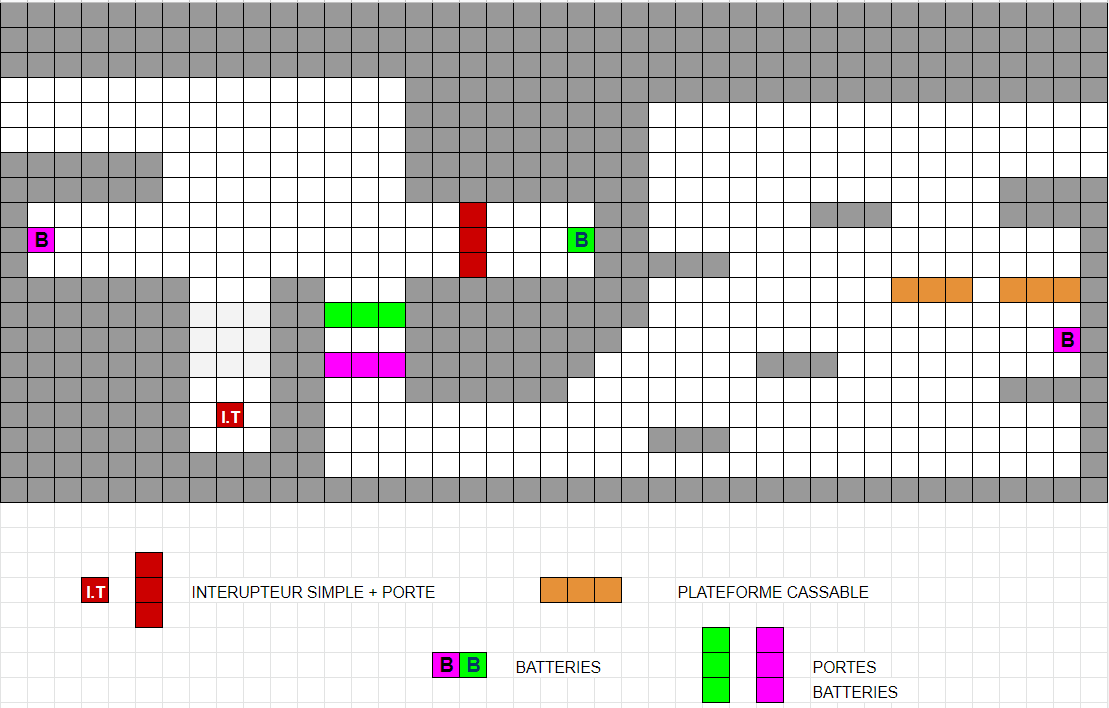 B
B
B
I.T
I.T
INTERUPTEUR SIMPLE + PORTE
PLATEFORME CASSABLE
B B
BATTERIES
PORTES
BATTERIES